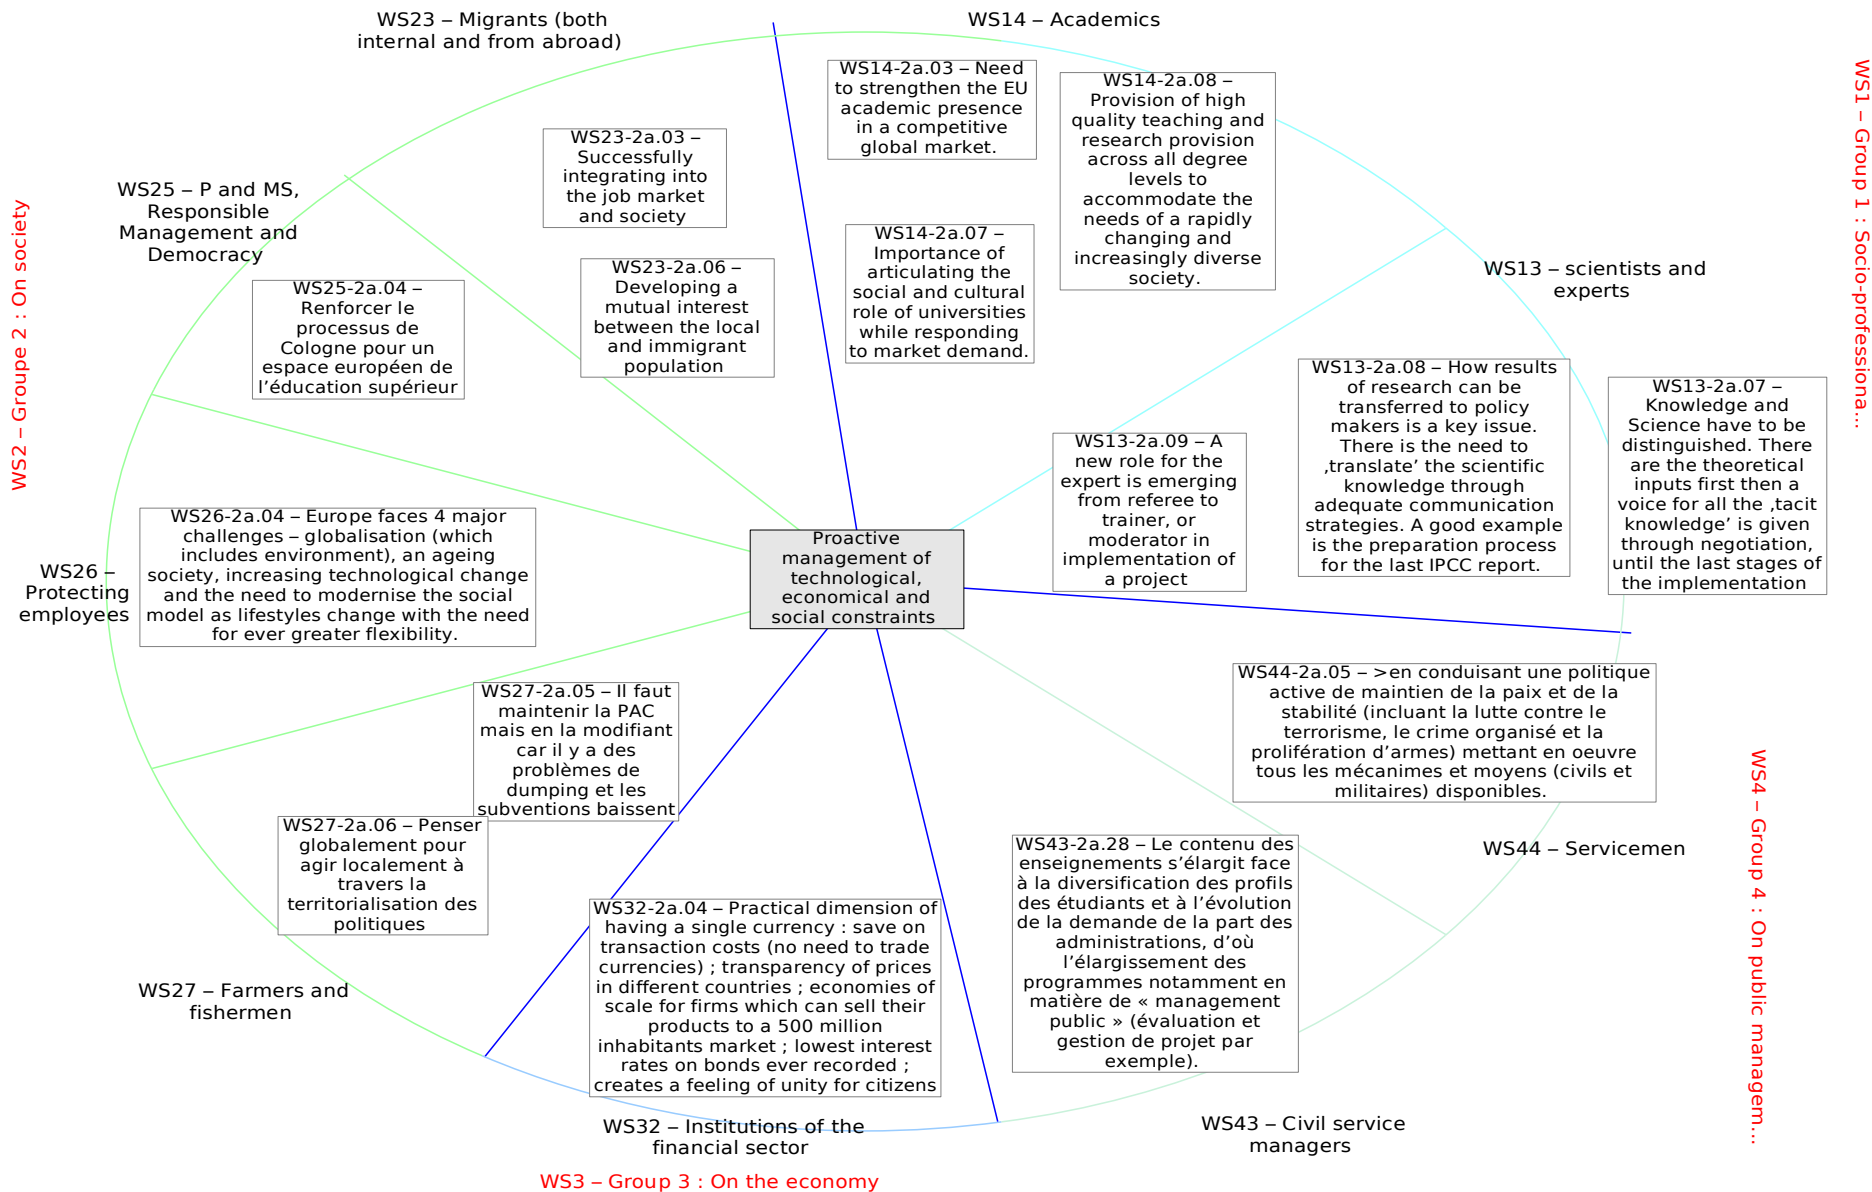 WS23 – Migrants (both
internal and from abroad)
WS14 – Academics
WS1 – Group 1 : Socio-professiona...
WS14-2a.03 – Need
to strengthen the EU
academic presence
in a competitive
global market.
WS14-2a.08 –
Provision of high
quality teaching and
research provision
across all degree
levels to
accommodate the
needs of a rapidly
changing and
increasingly diverse
society.
WS23-2a.03 –
Successfully
integrating into
the job market
and society
WS25 – P and MS,
Responsible
Management and
Democracy
WS2 – Groupe 2 : On society
WS14-2a.07 –
Importance of
articulating the
social and cultural
role of universities
while responding
to market demand.
WS23-2a.06 –
Developing a
mutual interest
between the local
and immigrant
population
WS13 – scientists and
experts
WS25-2a.04 –
Renforcer le
processus de
Cologne pour un
espace européen de
l’éducation supérieur
WS13-2a.08 – How results
of research can be
transferred to policy
makers is a key issue.
There is the need to
‚translate’ the scientific
knowledge through
adequate communication
strategies. A good example
is the preparation process
for the last IPCC report.
WS13-2a.07 –
Knowledge and
Science have to be
distinguished. There
are the theoretical
inputs first then a
voice for all the ‚tacit
knowledge’ is given
through negotiation,
until the last stages of
the implementation
WS13-2a.09 – A
new role for the
expert is emerging
from referee to
trainer, or
moderator in
implementation of
a project
WS26-2a.04 – Europe faces 4 major
challenges – globalisation (which
includes environment), an ageing
society, increasing technological change
and the need to modernise the social
model as lifestyles change with the need
for ever greater flexibility.
Proactive
management of
technological,
economical and
social constraints
WS26 –
Protecting
employees
WS44-2a.05 – >en conduisant une politique
active de maintien de la paix et de la
stabilité (incluant la lutte contre le
terrorisme, le crime organisé et la
prolifération d’armes) mettant en oeuvre
tous les mécanimes et moyens (civils et
militaires) disponibles.
WS27-2a.05 – Il faut
maintenir la PAC
mais en la modifiant
car il y a des
problèmes de
dumping et les
subventions baissent
WS4 – Group 4 : On public managem...
WS27-2a.06 – Penser
globalement pour
agir localement à
travers la
territorialisation des
politiques
WS43-2a.28 – Le contenu des
enseignements s’élargit face
à la diversification des profils
des étudiants et à l’évolution
de la demande de la part des
administrations, d’où
l’élargissement des
programmes notamment en
matière de « management
public » (évaluation et
gestion de projet par
exemple).
WS44 – Servicemen
WS32-2a.04 – Practical dimension of
having a single currency : save on
transaction costs (no need to trade
currencies) ; transparency of prices
in different countries ; economies of
scale for firms which can sell their
products to a 500 million
inhabitants market ; lowest interest
rates on bonds ever recorded ;
creates a feeling of unity for citizens
WS27 – Farmers and
fishermen
WS32 – Institutions of the
financial sector
WS43 – Civil service
managers
WS3 – Group 3 : On the economy